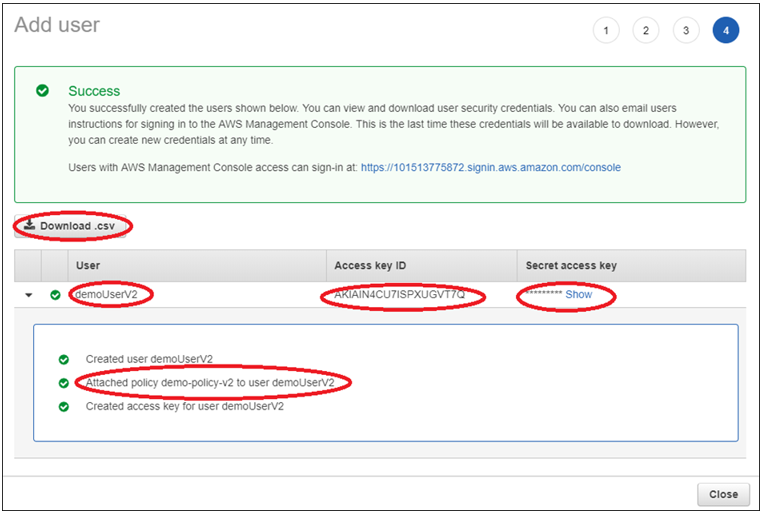 Add user
1 2 3 4
Success
You successfully created the users shown below. You can view and download user security credentials. You can also email users
instructions for signing in to the AWS Management Console. This is the last time these credentials will be available to download. However,
you can create new credentials at any time.
Users with AWS Management Console access can sign-in at: https://101513775872.signin.aws.amazon.com/console
Download .csv
User Access key ID Secret access key
demoUserV2 AKIAIN4CU7ISPXUGVT7Q ********* Show
Created user demoUserV2
Attached policy demo-policy-v2 to user demoUserV2
Created access key for user demoUserV2
Close